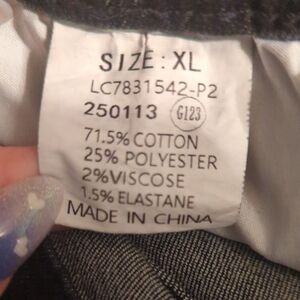 SIZE: XL
LC7831542-P2
250113 G123
71.5% COTTON
25% POLYESTER
2%VISCOSE
1.5% ELASTANE
MADE IN CHINA